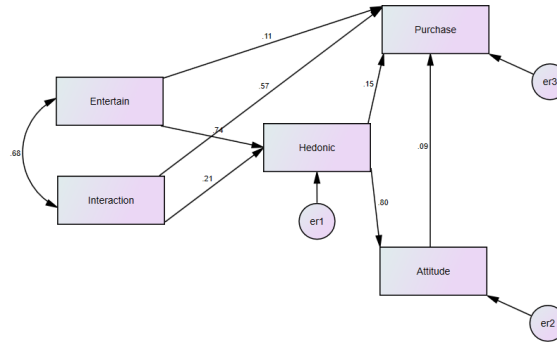 Purchase
.11
.57
er3
Entertain
.15
.74
Hedonic
.09
.68
.21
Interaction
.80
er1
Attitude
er2